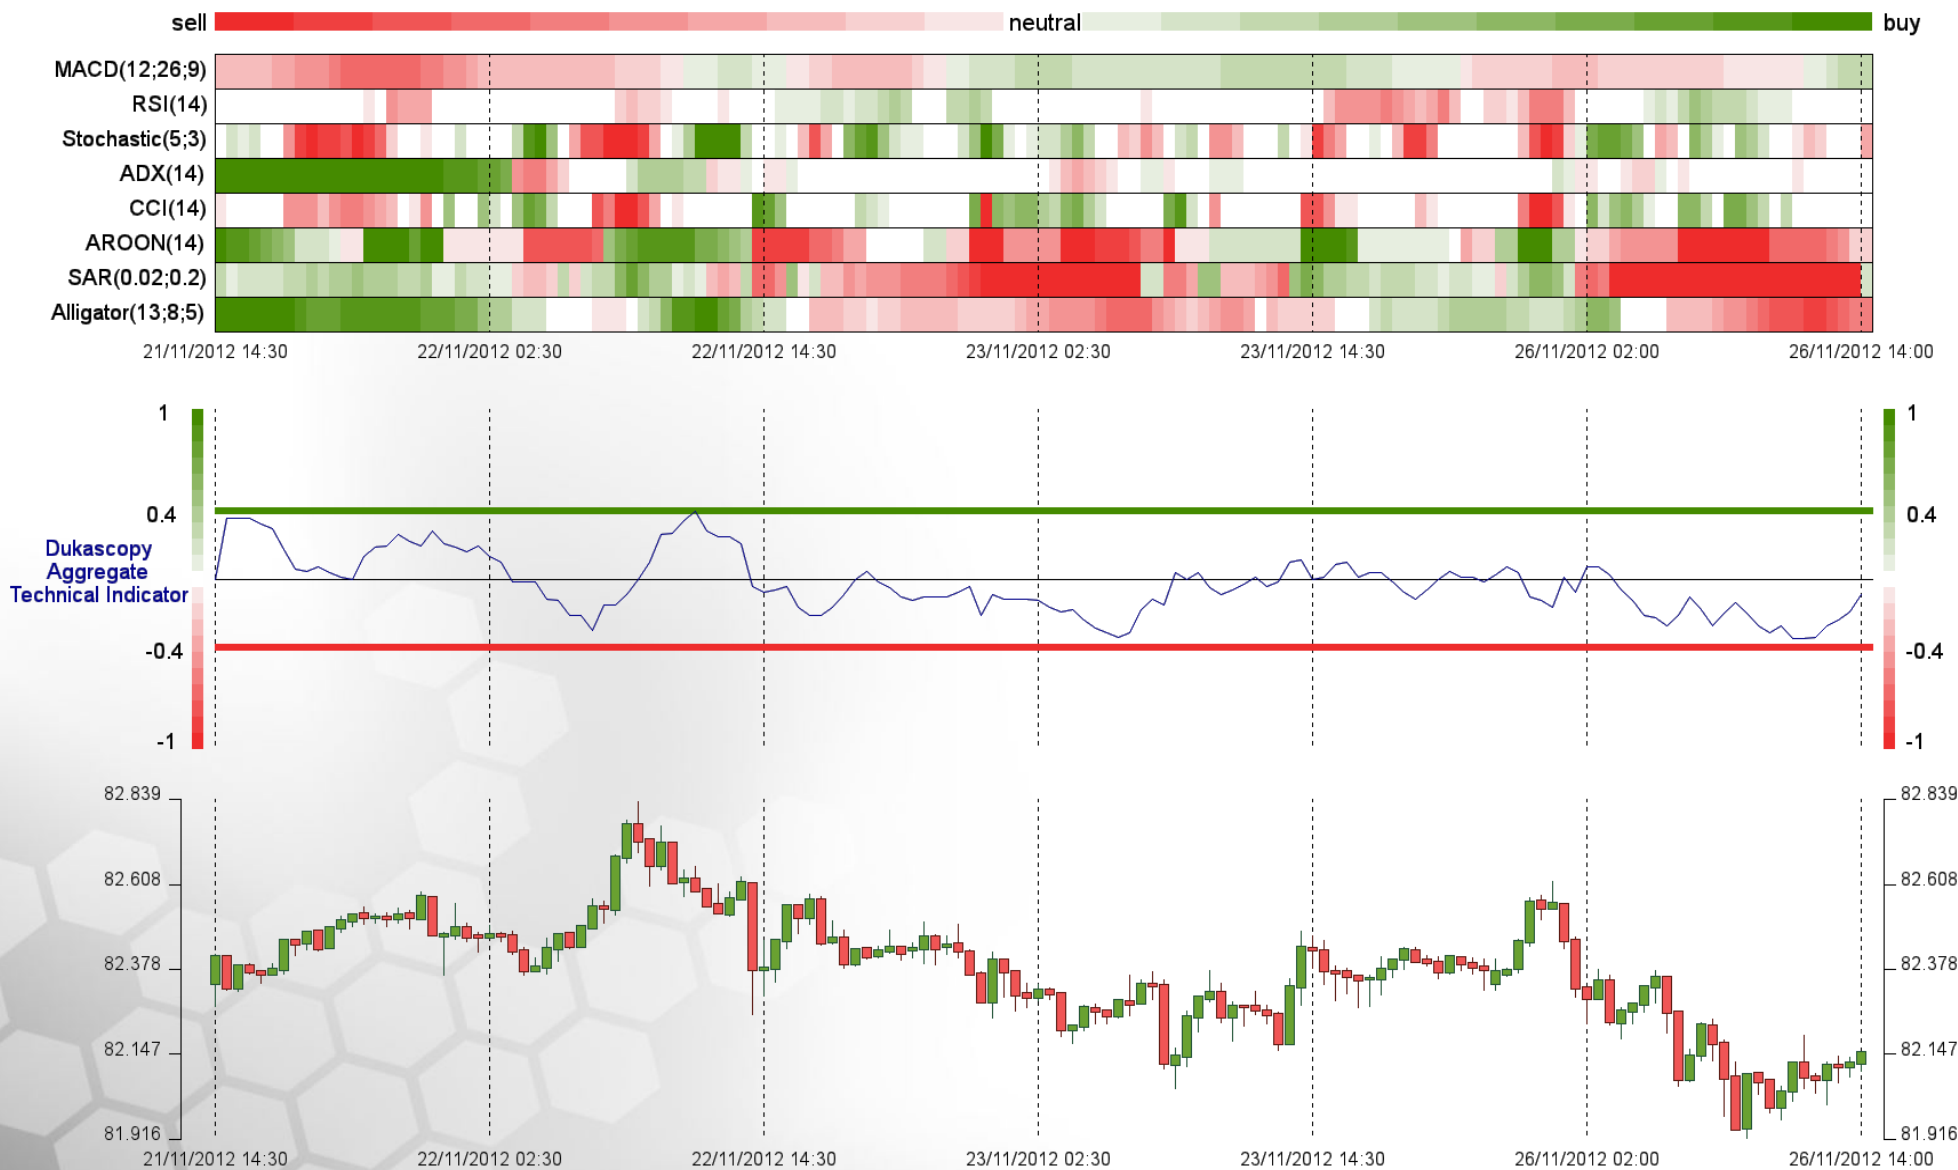 sell neutral buy
MACD(12;26;9)
RSI(14)
Stochastic(5;3)
ADX(14)
CCI(14)
AROON(14)
SAR(0.02;0.2)
Alligator(13;8;5)
21/11/2012 14:30 22/11/2012 02:30 22/11/2012 14:30 23/11/2012 02:30 23/11/2012 14:30 26/11/2012 02:00 26/11/2012 14:00
1 1
0.4 0.4
Dukascopy
Aggregate
Technical Indicator
-0.4 -0.4
-1 -1
82.839 82.839
82.608 82.608
82.378 82.378
82.147 82.147
81.916 81.916
21/11/2012 14:30 22/11/2012 02:30 22/11/2012 14:30 23/11/2012 02:30 23/11/2012 14:30 26/11/2012 02:00 26/11/2012 14:00